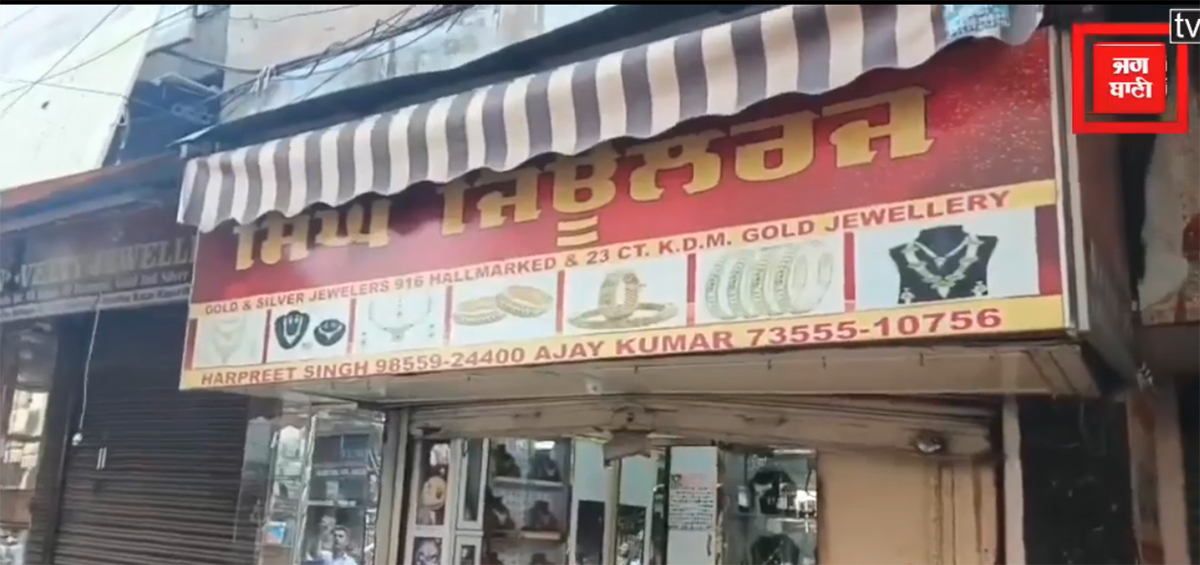 tv
ਜਗ
ਬਾਣੀ
ਸਿੰਘ ਜਿਊਲਰਜ
GOLD & SILVER JEWELERS 916 HALLMARKED & 23 CT. K.D.M. GOLD JEWELLERY
HARPREET SINGH 98559-24400 AJAY KUMAR 73555-10756